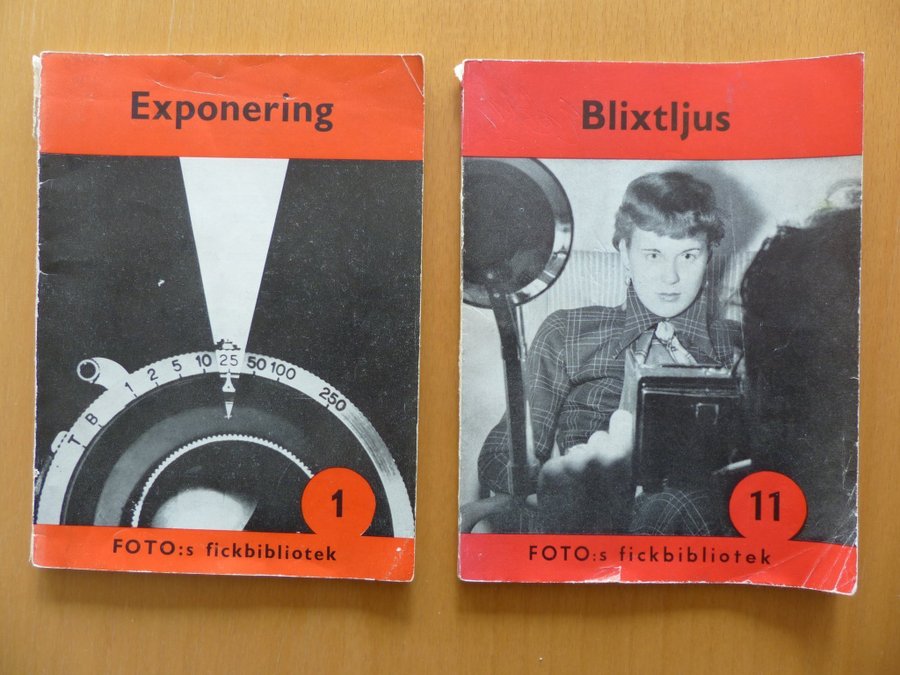 Exponering
T B 1 2 5 10 25 50 100 250
1
FOTO:s fickbibliotek
Blixtljus
11
FOTO:s fickbibliotek